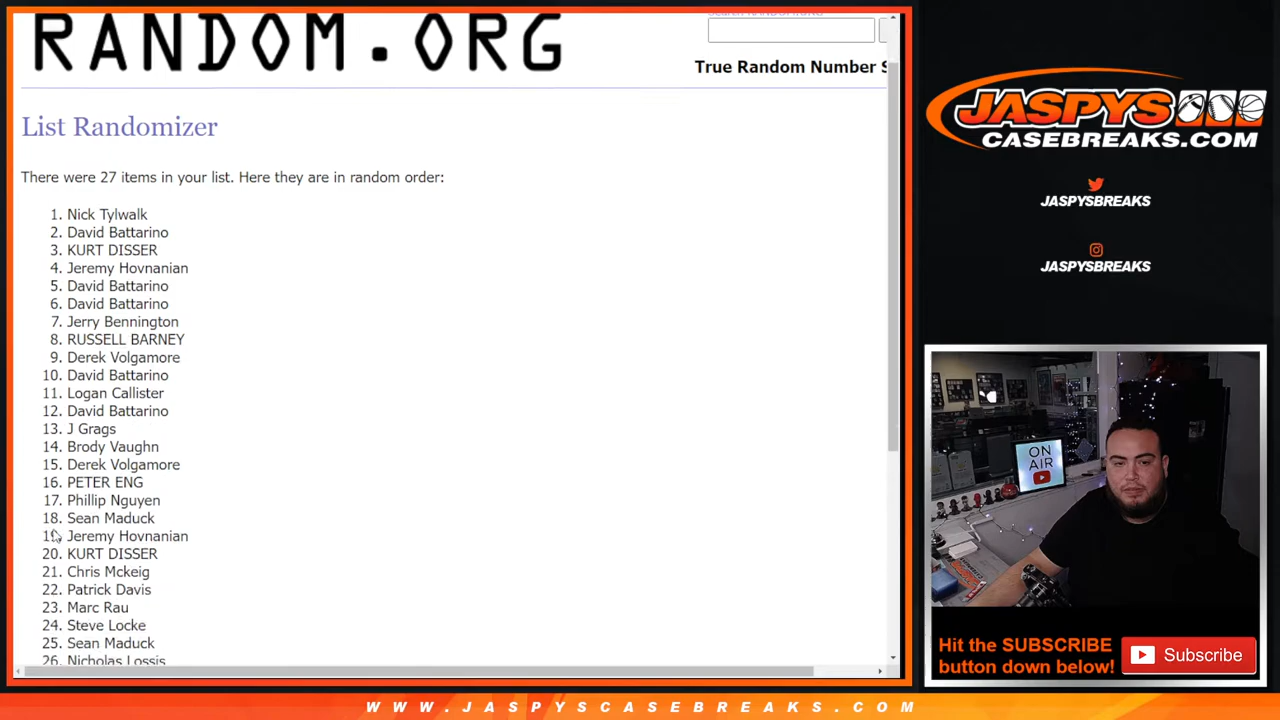 RANDOM.ORG
True Random Number S
List Randomizer
There were 27 items in your list. Here they are in random order:
1. Nick Tylwalk
2. David Battarino
3. KURT DISSER
4. Jeremy Hovnanian
5. David Battarino
6. David Battarino
7. Jerry Bennington
8. RUSSELL BARNEY
9. Derek Volgamore
10. David Battarino
11. Logan Callister
12. David Battarino
13. J Grags
14. Brody Vaughn
15. Derek Volgamore
16. PETER ENG
17. Phillip Nguyen
18. Sean Maduck
19. Jeremy Hovnanian
20. KURT DISSER
21. Chris Mckeig
22. Patrick Davis
23. Marc Rau
24. Steve Locke
25. Sean Maduck
26. Nicholas Lossis
JASPYS
CASEBREAKS.COM
JASPYSBREAKS
JASPYSBREAKS
ON
AIR
Hit the SUBSCRIBE
button down below!
Subscribe
WWW.JASPYSCASEBREAKS.COM